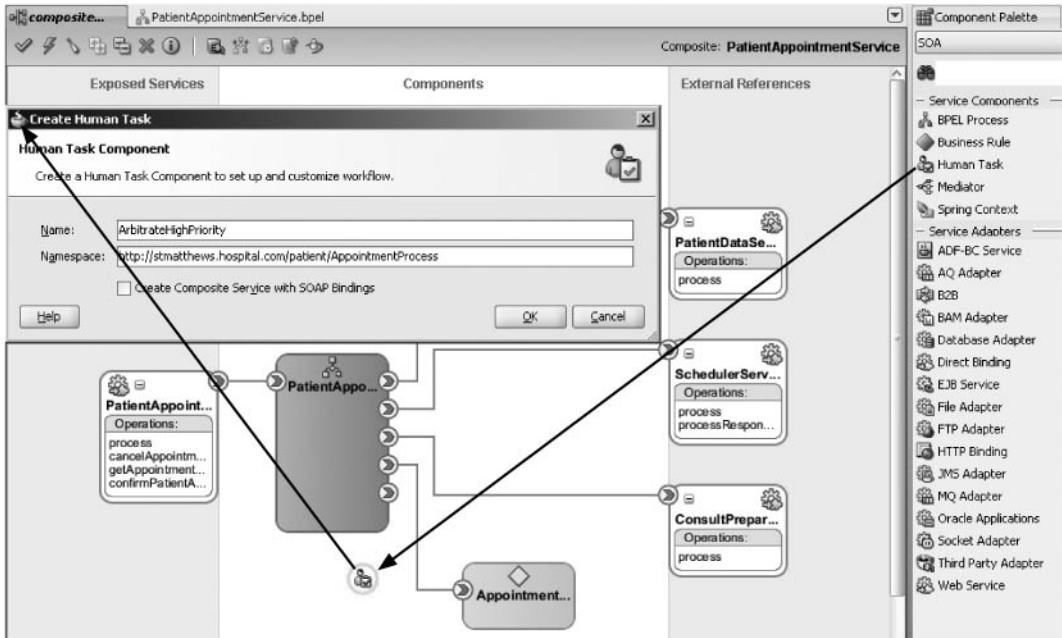 composite...
PatientAppointmentService.bpel
Composite: PatientAppointmentService
Exposed Services
Components
External References
Create Human Task
Human Task Component
Create a Human Task Component to set up and customize workflow.
Name:
ArbitrateHighPriority
Namespace:
http://stmatthews.hospital.com/patient/AppointmentProcess
Create Composite Service with SOAP Bindings
Help
OK
Cancel
PatientDataSe...
Operations:
process
PatientAppoint...
Operations:
process
cancelAppointm...
getAppointment...
confirmPatientA...
PatientAppo...
SchedulerServ...
Operations:
process
processRespon...
ConsultPrepar...
Operations:
process
Appointment...
Component Palette
SOA
Service Components
BPEL Process
Business Rule
Human Task
Mediator
Spring Context
Service Adapters
ADF-BC Service
AQ Adapter
B2B
BAM Adapter
Database Adapter
Direct Binding
EJB Service
File Adapter
FTP Adapter
HTTP Binding
JMS Adapter
MQ Adapter
Oracle Applications
Socket Adapter
Third Party Adapter
Web Service